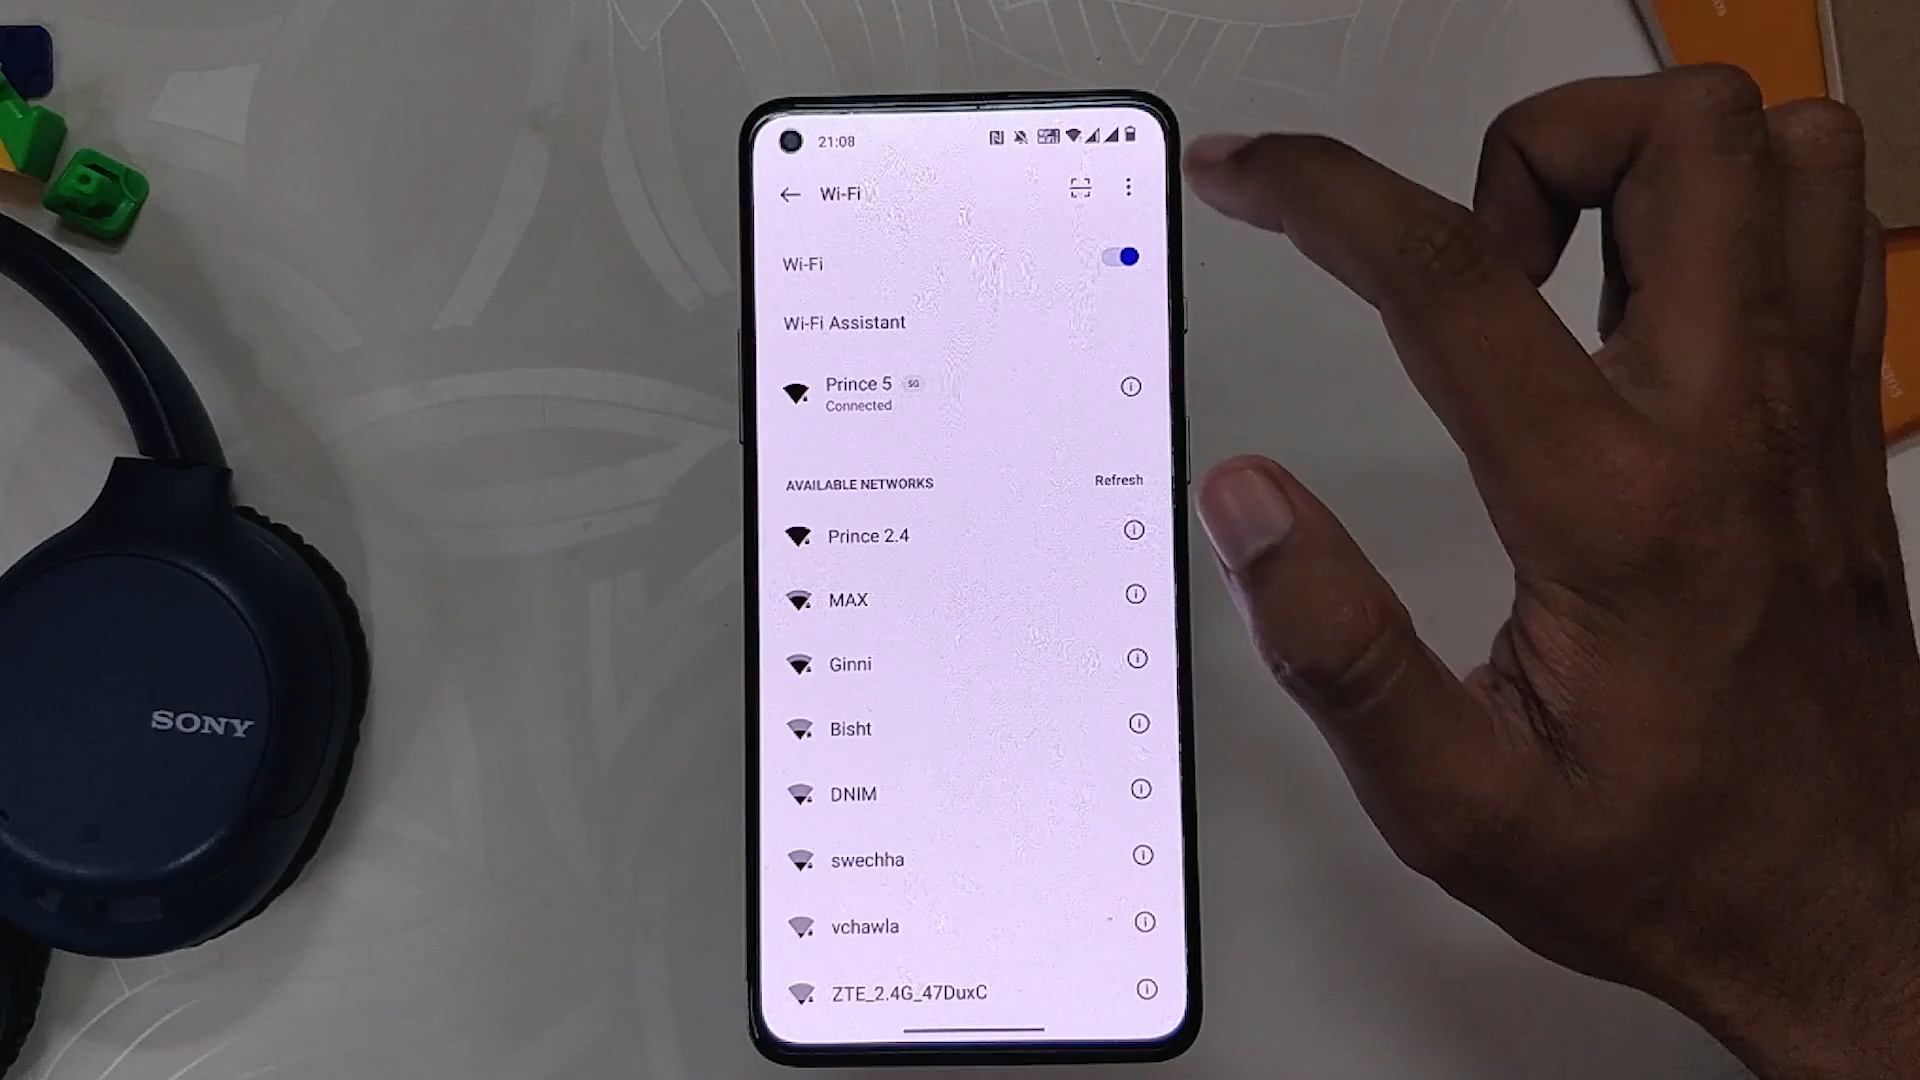 21:08
Wi-Fi
Wi-Fi
Wi-Fi Assistant
Prince 5 5G
Connected
AVAILABLE NETWORKS Refresh
Prince 2.4
MAX
Ginni
Bisht
DNIM
swechha
vchawla
ZTE_2.4G_47DuxC
SONY